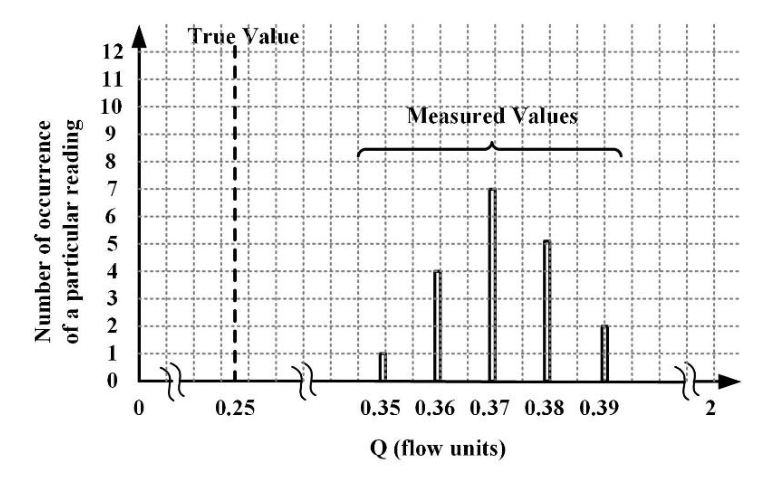 True Value
12
11
10
9
8
7
6
5
4
3
2
1
0
Measured Values
Number of occurrence
of a particular reading
0 0.25 0.35 0.36 0.37 0.38 0.39 2
Q (flow units)